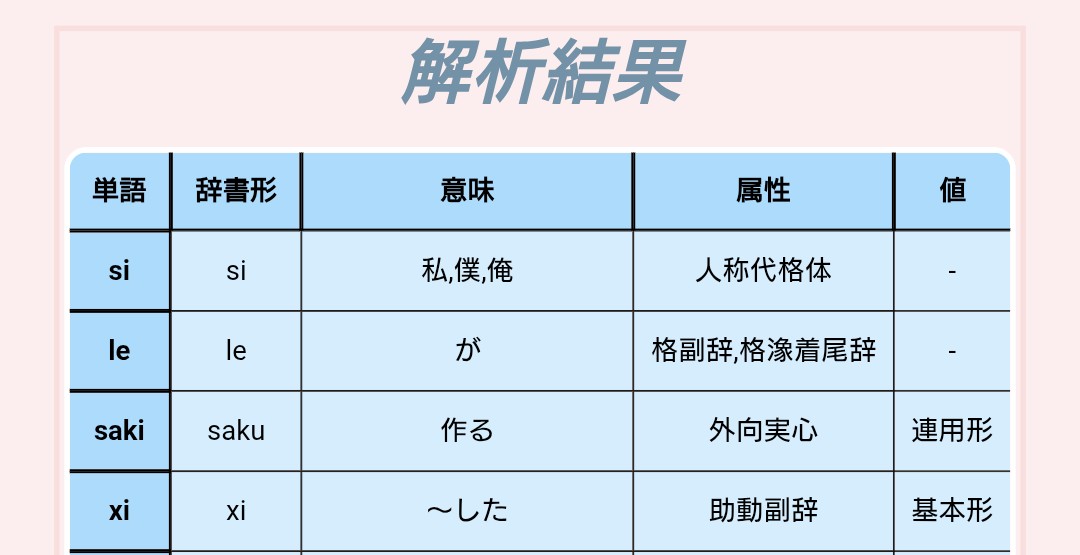 解析結果
単語 辞書形 意味 属性 値
si si 私,僕,俺 人称代格体 -
le le が 格副辞,格潒着尾辞 -
saki saku 作る 外向実心 連用形
xi xi 〜した 助動副辞 基本形